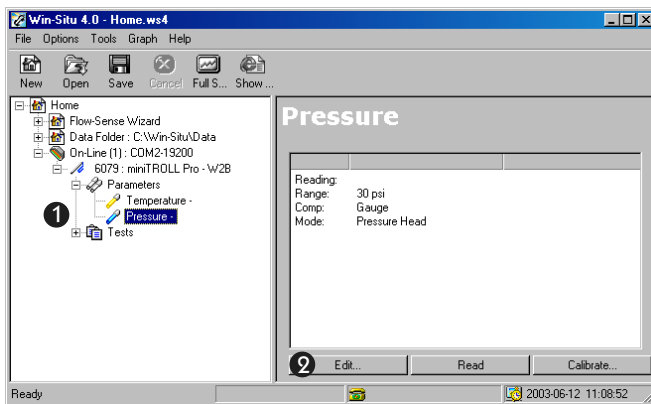 Win-Situ 4.0 - Home.ws4
File Options Tools Graph Help
New Open Save Cancel Full S... Show ...
Home
Flow-Sense Wizard
Data Folder : C:\Win-Situ\Data
On-Line (1) : COM2-19200
6079 : miniTROLL Pro - W2B
Parameters
Temperature -
1 Pressure -
Tests
Pressure
Reading:
Range: 30 psi
Comp: Gauge
Mode: Pressure Head
2 Edit... Read Calibrate...
Ready 2003-06-12 11:08:52